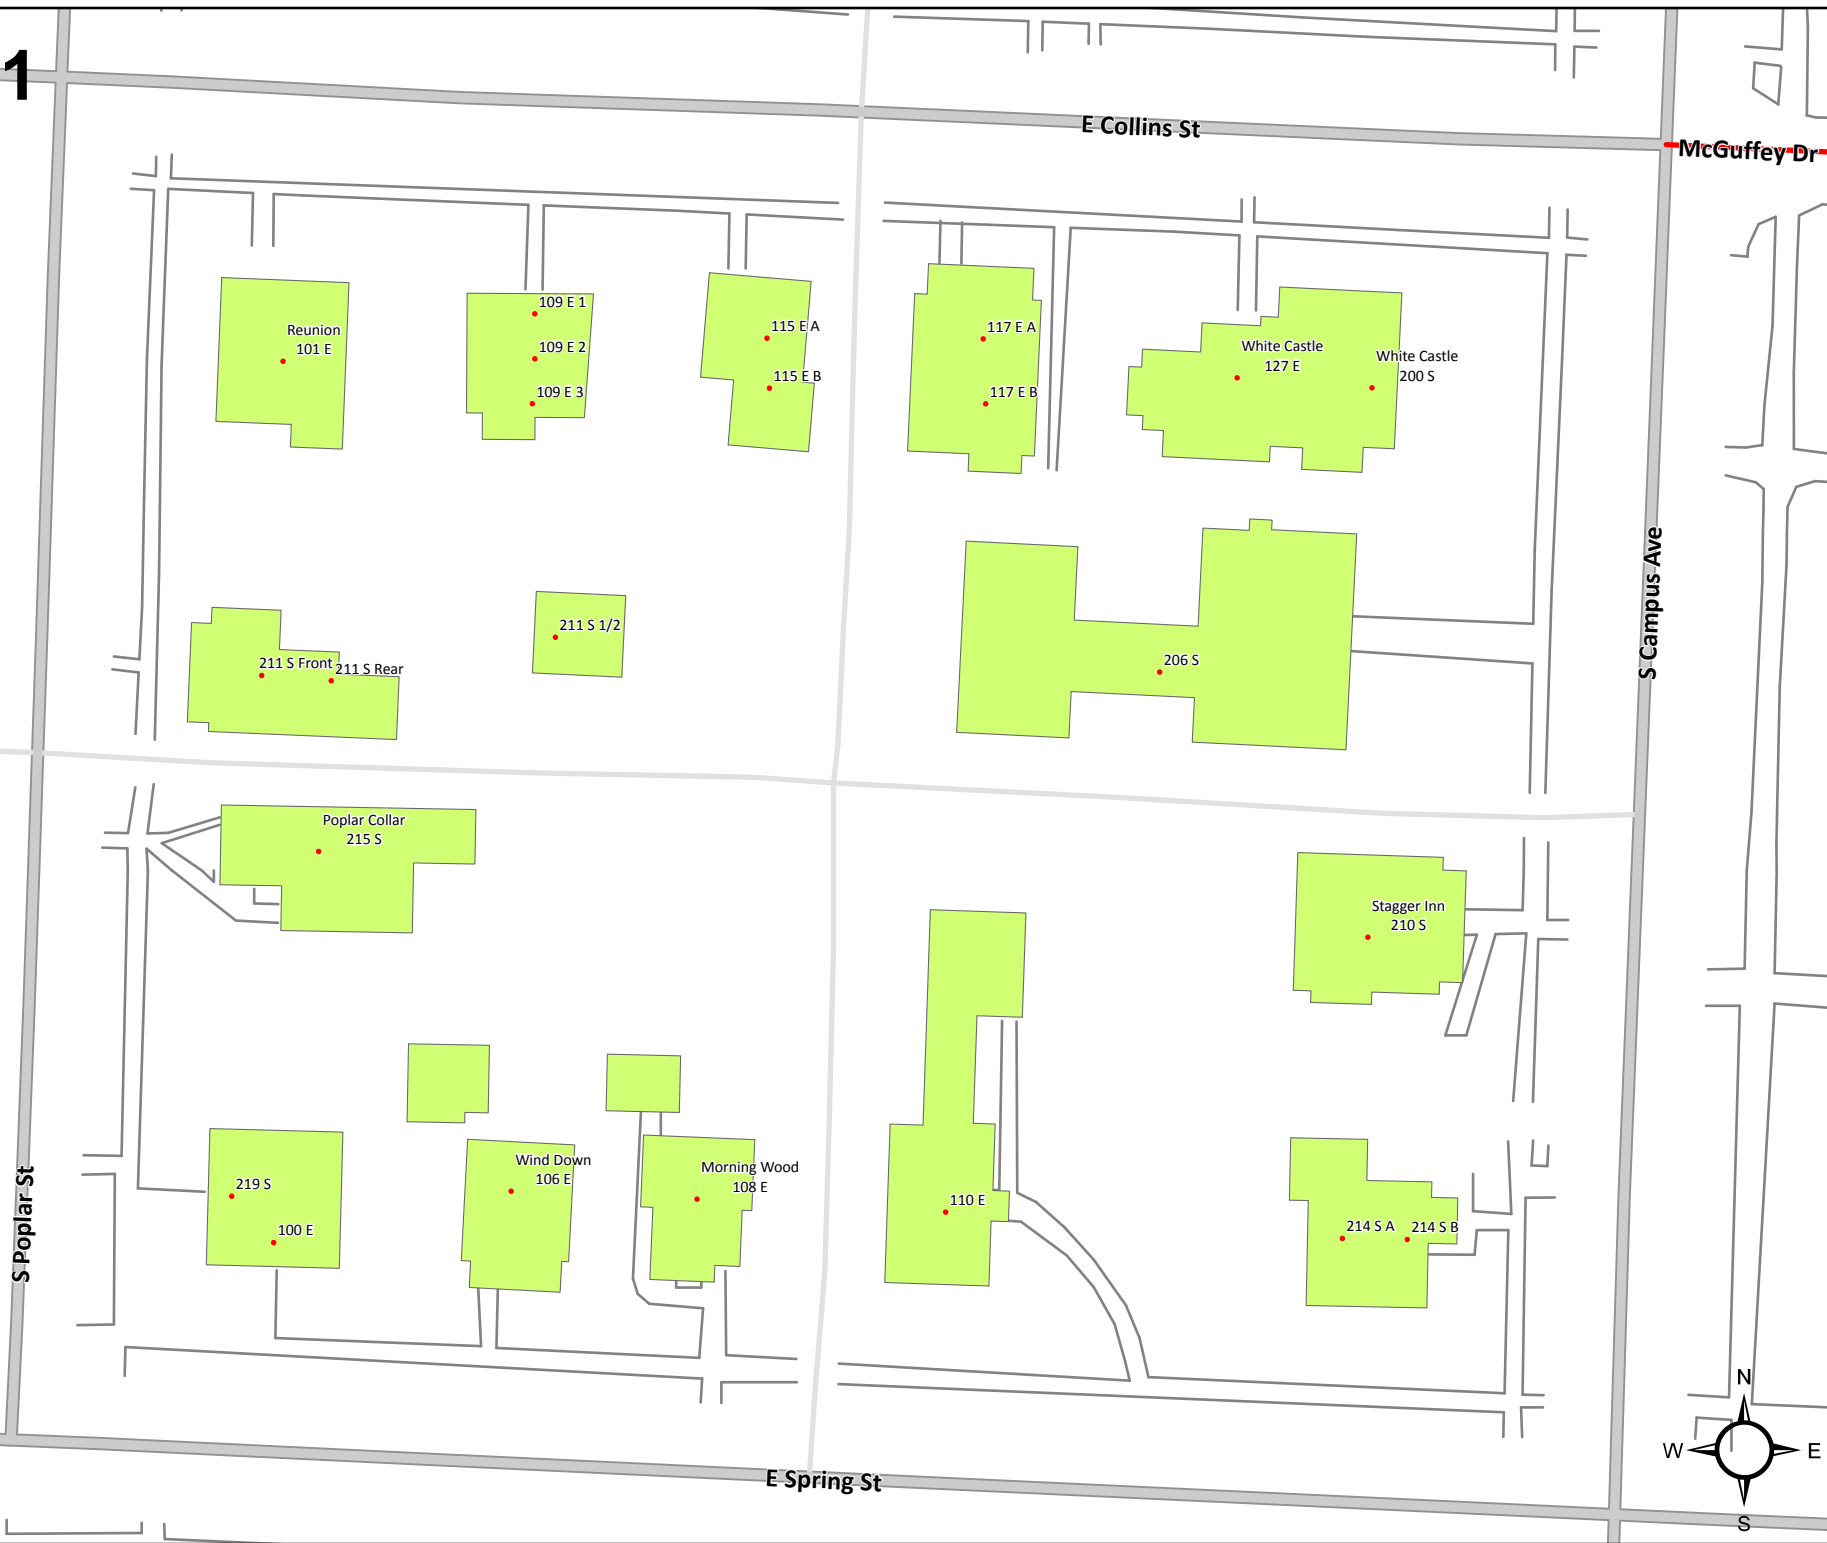 1
E Collins St
McGuffey Dr
109 E 1
Reunion
101 E
109 E 2
109 E 3
115 E A
115 E B
117 E A
117 E B
White Castle
127 E
White Castle
200 S
S Campus Ave
211 S Front
211 S Rear
211 S 1/2
206 S
Poplar Collar
215 S
Stagger Inn
210 S
S Poplar St
219 S
100 E
Wind Down
106 E
Morning Wood
108 E
110 E
214 S A
214 S B
E Spring St
N
W
E
S